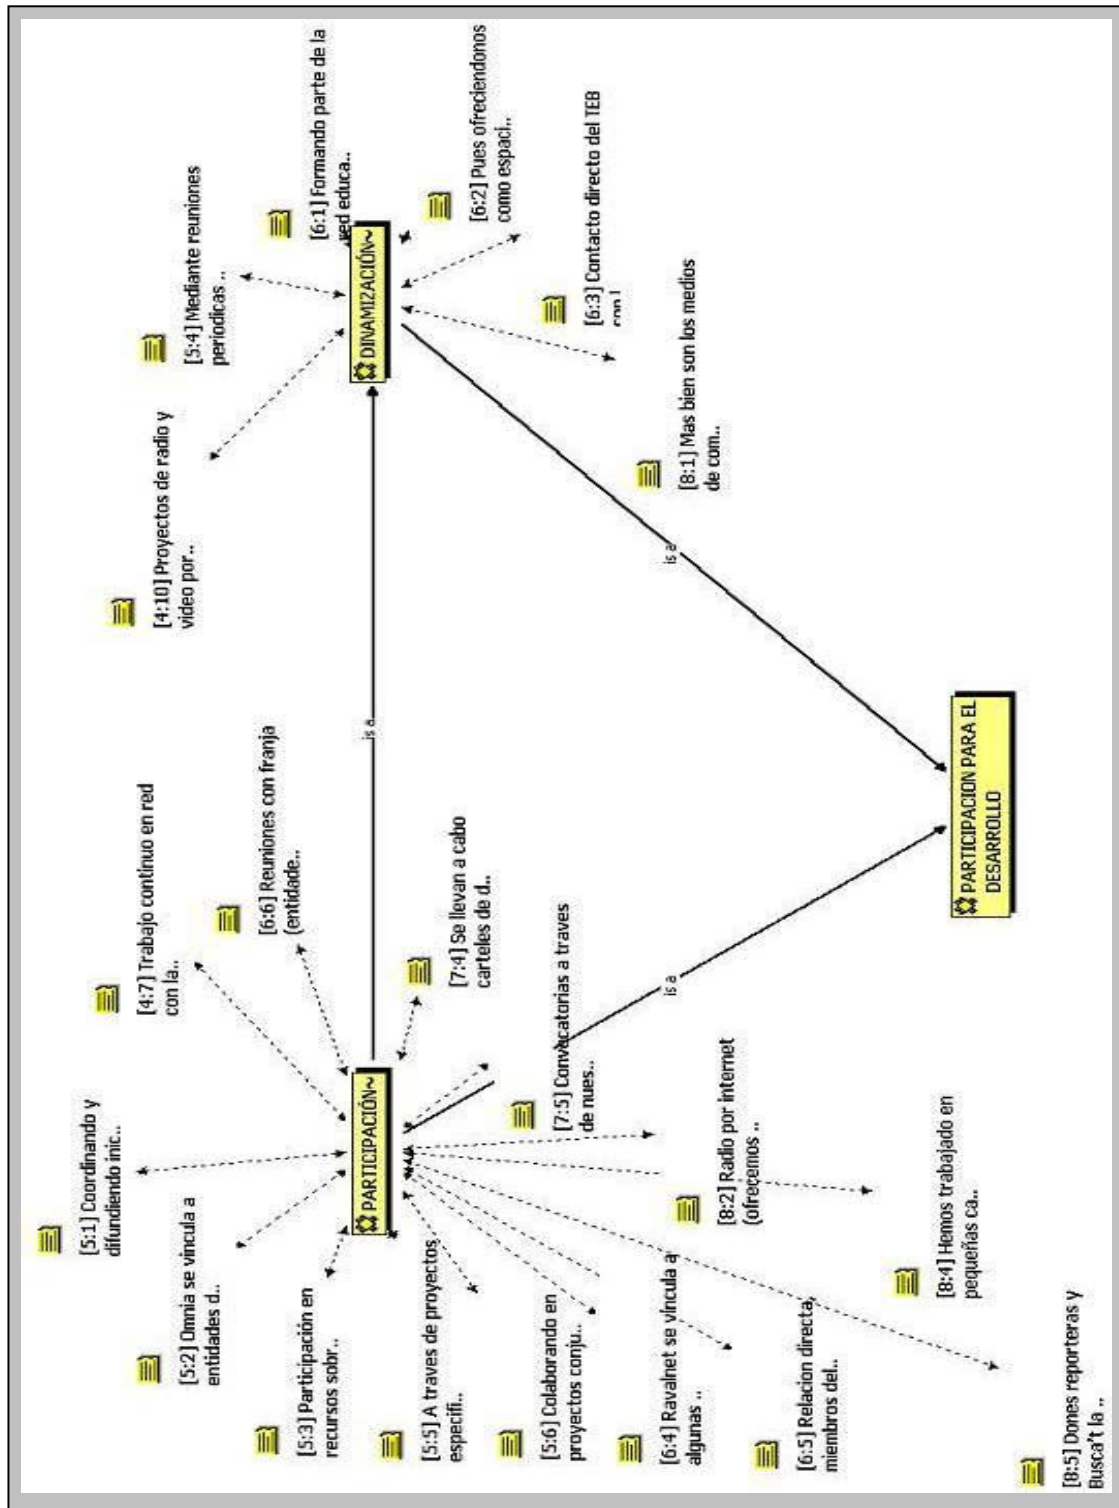 [5:1] Coordinando y
difundiendo inic..
[4:7] Trabajo continuo en red
con la..
[4:10] Proyectos de radio y
video por..
[5:2] Omnia se vincula a
entidades d..
[5:4] Mediante reuniones
periodicas ..
[6:6] Reuniones con franja
(entidade..
[5:3] Participación en
recursos sobr..
[6:1] Formando parte de la
red educa..
PARTICIPACIÓN~
is a
DINAMIZACIÓN~
[5:5] A traves de proyectos
especifi..
[7:4] Se llevan a cabo
carteles de d..
[6:2] Pues ofreciendonos
como espaci..
[5:6] Colaborando en
proyectos conju..
[7:5] Convocatorias a traves
de nues..
[6:3] Contacto directo del TEB
[6:4] Ravalnet se vincula a
algunas ..
is a
is a
[8:1] Mas bien son los medios
de com..
[8:2] Radio por internet
(ofrecemos ..
[6:5] Relacion directa,
miembros del..
[8:4] Hemos trabajado en
pequeñas ca..
PARTICIPACION PARA EL
DESARROLLO
[8:5] Dones reporteras y
Busca't la ..